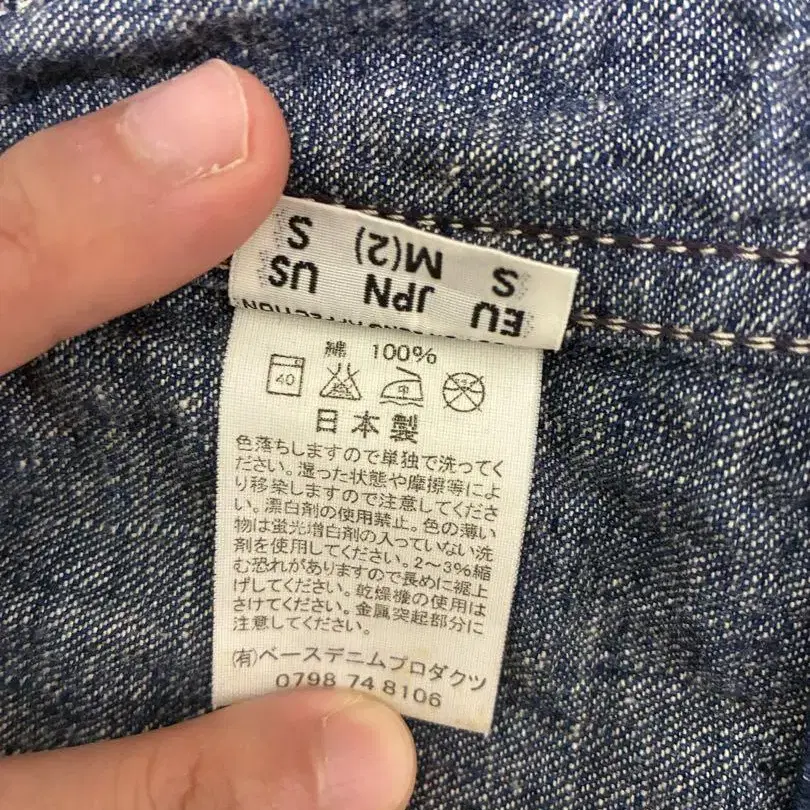 EU JPN US
S M(2) S
綿 100%
40
日本製
色落ちしますので単独で洗ってく
ださい。湿った状態や摩擦等によ
り移染しますので注意してくださ
い。漂白剤の使用禁止。色の薄い
物は蛍光増白剤の入っていない洗
剤を使用してください。2〜3%縮
む恐れがありますので長めに裾上
げしてください。乾燥機の使用は
さけてください。金属突起部分に
注意してください。
㈲ベースデニムプロダクツ
0798 74 8106